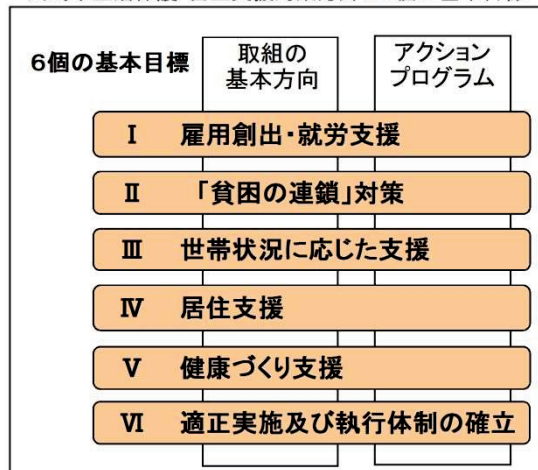 6個の基本目標
取組の
基本方向
アクション
プログラム
Ⅰ 雇用創出・就労支援
Ⅱ 「貧困の連鎖」対策
Ⅲ 世帯状況に応じた支援
Ⅳ 居住支援
Ⅴ 健康づくり支援
Ⅵ 適正実施及び執行体制の確立